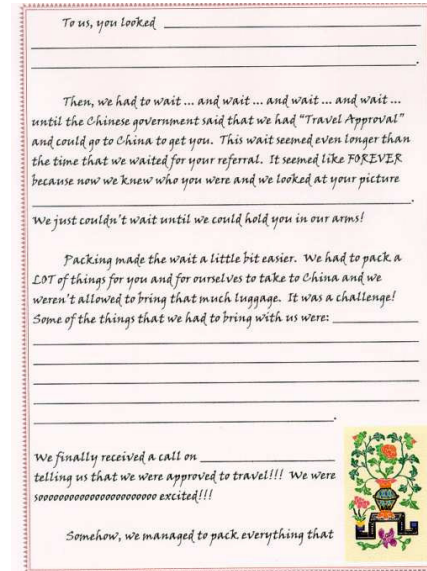 To us, you looked
.
Then, we had to wait ... and wait ... and wait ... and wait ...
until the Chinese government said that we had "Travel Approval"
and could go to China to get you. This wait seemed even longer than
the time that we waited for your referral. It seemed like FOREVER
because now we knew who you were and we looked at your picture
.
We just couldn't wait until we could hold you in our arms!
Packing made the wait a little bit easier. We had to pack a
LOT of things for you and for ourselves to take to China and we
weren't allowed to bring that much luggage. It was a challenge!
Some of the things that we had to bring with us were:
.
We finally received a call on
telling us that we were approved to travel!!! We were
soooooooooooooooooooooo excited!!!
Somehow, we managed to pack everything that